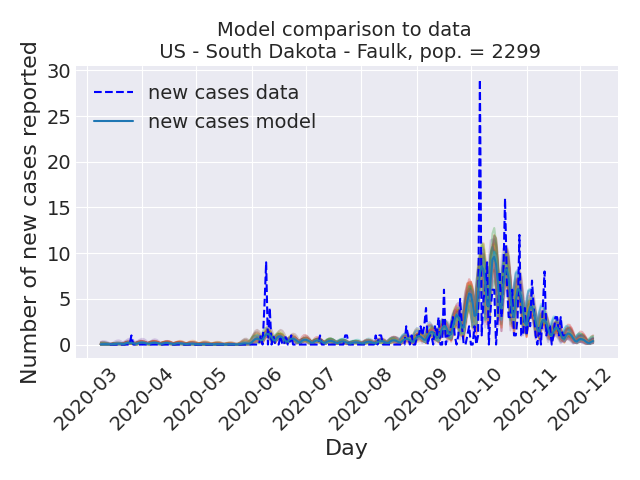 Model comparison to data
US - South Dakota - Faulk, pop. = 2299
Number of new cases reported
30
25
20
15
10
5
0
new cases data
new cases model
2020-03
2020-04
2020-05
2020-06
2020-07
2020-08
2020-09
2020-10
2020-11
2020-12
Day